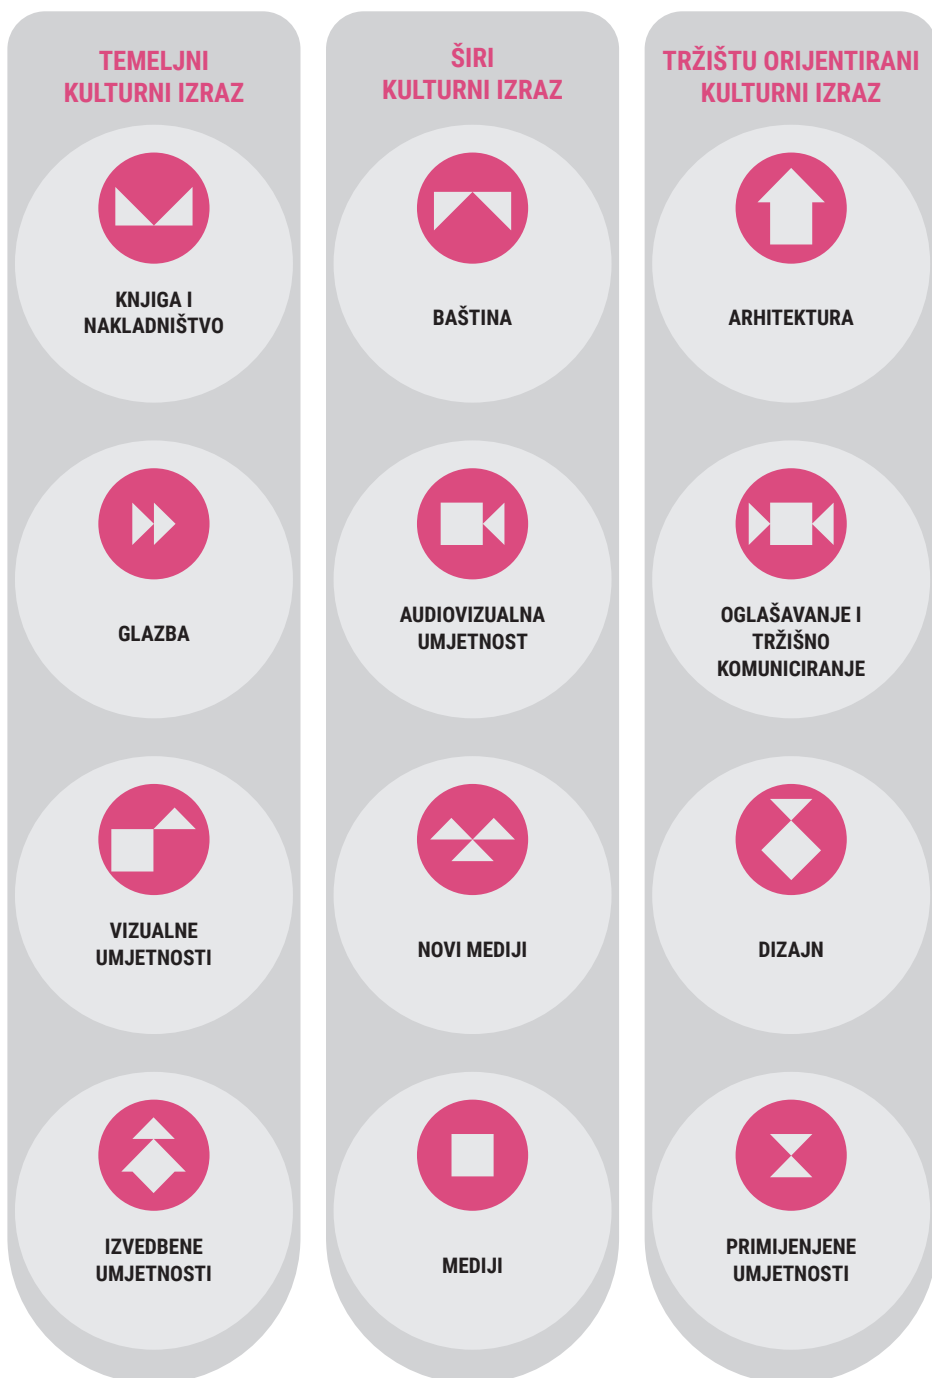 TEMELJNI
KULTURNI IZRAZ
KNJIGA I
NAKLADNIŠTVO
GLAZBA
VIZUALNE
UMJETNOSTI
IZVEDBENE
UMJETNOSTI
ŠIRI
KULTURNI IZRAZ
BAŠTINA
AUDIOVIZUALNA
UMJETNOST
NOVI MEDIJI
MEDIJI
TRŽIŠTU ORIJENTIRANI
KULTURNI IZRAZ
ARHITEKTURA
OGLAŠAVANJE I
TRŽIŠNO
KOMUNICIRANJE
DIZAJN
PRIMIJENJENE
UMJETNOSTI